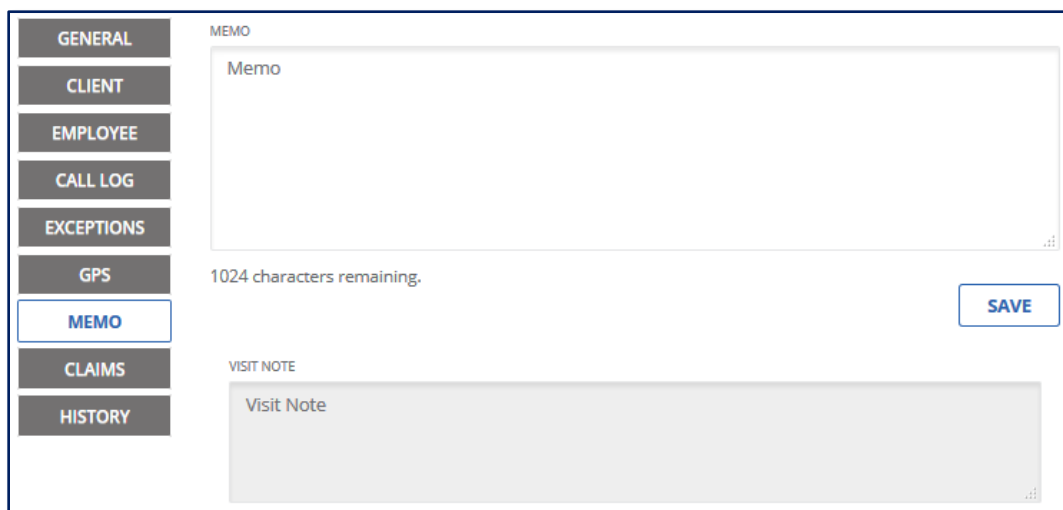 GENERAL
CLIENT
EMPLOYEE
CALL LOG
EXCEPTIONS
GPS
MEMO
CLAIMS
HISTORY
MEMO
Memo
1024 characters remaining.
SAVE
VISIT NOTE
Visit Note